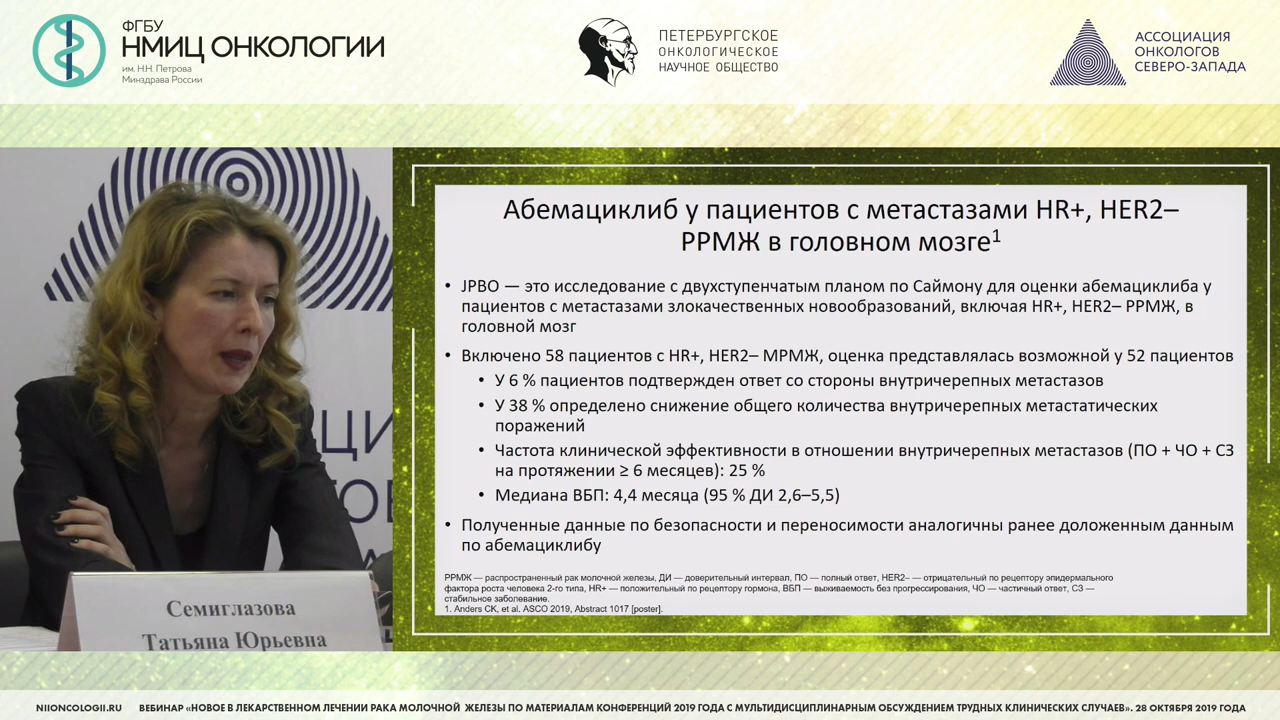 ФГБУ
НМИЦ ОНКОЛОГИИ
им. Н.Н. Петрова
Минздрава России
ПЕТЕРБУРГСКОЕ
ОНКОЛОГИЧЕСКОЕ
НАУЧНОЕ ОБЩЕСТВО
АССОЦИАЦИЯ
ОНКОЛОГОВ
СЕВЕРО-ЗАПАДА
Семиглазова
Татьяна Юрьевна
Абемациклиб у пациентов с метастазами HR+, HER2–
РРМЖ в головном мозге1
• JPBO — это исследование с двухступенчатым планом по Саймону для оценки абемациклиба у
пациентов с метастазами злокачественных новообразований, включая HR+, HER2– РРМЖ, в
головной мозг
• Включено 58 пациентов с HR+, HER2– МРМЖ, оценка представлялась возможной у 52 пациентов
• У 6 % пациентов подтвержден ответ со стороны внутричерепных метастазов
• У 38 % определено снижение общего количества внутричерепных метастатических
поражений
• Частота клинической эффективности в отношении внутричерепных метастазов (ПО + ЧО + СЗ
на протяжении ≥ 6 месяцев): 25 %
• Медиана ВБП: 4,4 месяца (95 % ДИ 2,6–5,5)
• Полученные данные по безопасности и переносимости аналогичны ранее доложенным данным
по абемациклибу
РРМЖ — распространенный рак молочной железы, ДИ — доверительный интервал, ПО — полный ответ, HER2– — отрицательный по рецептору эпидермального
фактора роста человека 2-го типа, HR+ — положительный по рецептору гормона, ВБП — выживаемость без прогрессирования, ЧО — частичный ответ, СЗ —
стабильное заболевание.
1. Anders CK, et al. ASCO 2019, Abstract 1017 [poster].
NIIONCOLOGII.RU ВЕБИНАР «НОВОЕ В ЛЕКАРСТВЕННОМ ЛЕЧЕНИИ РАКА МОЛОЧНОЙ ЖЕЛЕЗЫ ПО МАТЕРИАЛАМ КОНФЕРЕНЦИЙ 2019 ГОДА С МУЛЬТИДИСЦИПЛИНАРНЫМ ОБСУЖДЕНИЕМ ТРУДНЫХ КЛИНИЧЕСКИХ СЛУЧАЕВ». 28 ОКТЯБРЯ 2019 ГОДА